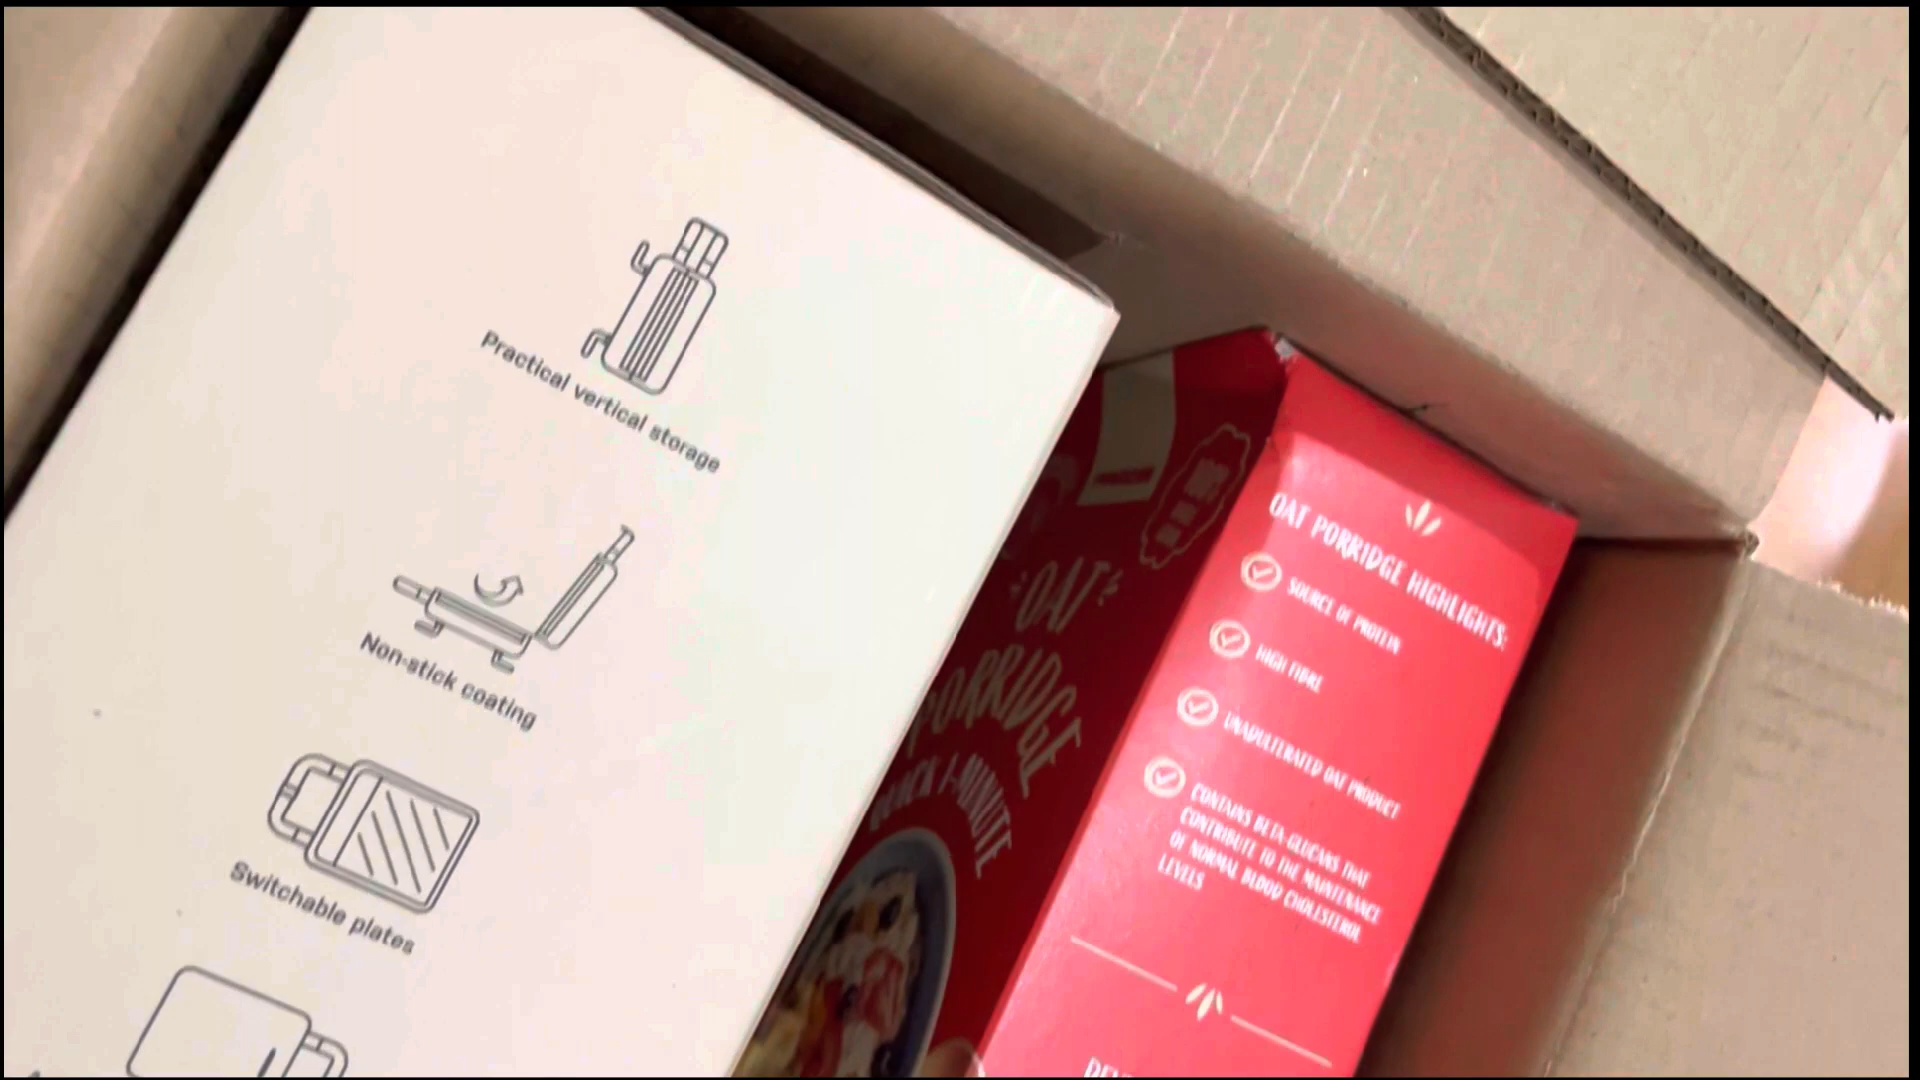 Practical vertical storage
Non-stick coating
Switchable plates
OAT
PORRIDGE
QUICK 1-MINUTE
OAT PORRIDGE HIGHLIGHTS:
SOURCE OF PROTEIN
HIGH FIBRE
UNADULTERATED OAT PRODUCT
CONTAINS BETA-GLUCANS THAT
CONTRIBUTE TO THE MAINTENANCE
OF NORMAL BLOOD CHOLESTEROL
LEVELS